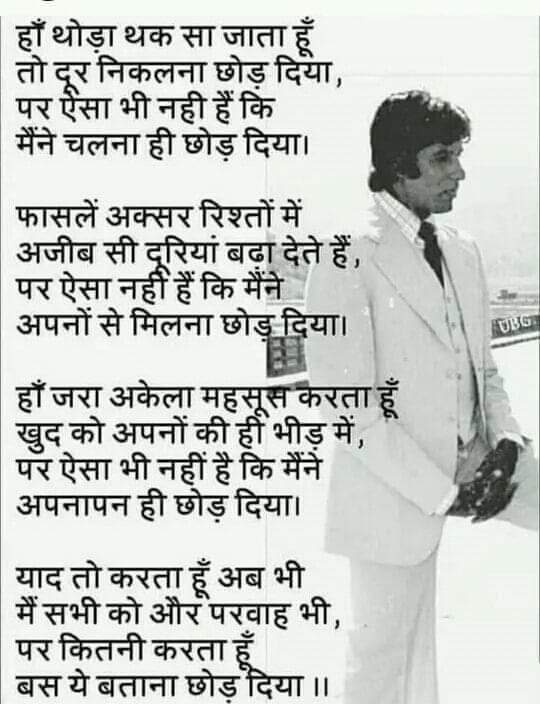 हाँ थोड़ा थक सा जाता हूँ
तो दूर निकलना छोड़ दिया,
पर ऐसा भी नही हैं कि
मैंने चलना ही छोड़ दिया।
फासलें अक्सर रिश्तों में
अजीब सी दूरियां बढा देते हैं,
पर ऐसा नहीं हैं कि मैंने
अपनों से मिलना छोड़ दिया।
हाँ जरा अकेला महसूस करता हूँ
खुद को अपनों की ही भीड़ में,
पर ऐसा भी नहीं है कि मैंने
अपनापन ही छोड़ दिया।
याद तो करता हूँ अब भी
मैं सभी को और परवाह भी,
पर कितनी करता हूँ
बस ये बताना छोड़ दिया ।।
UBG